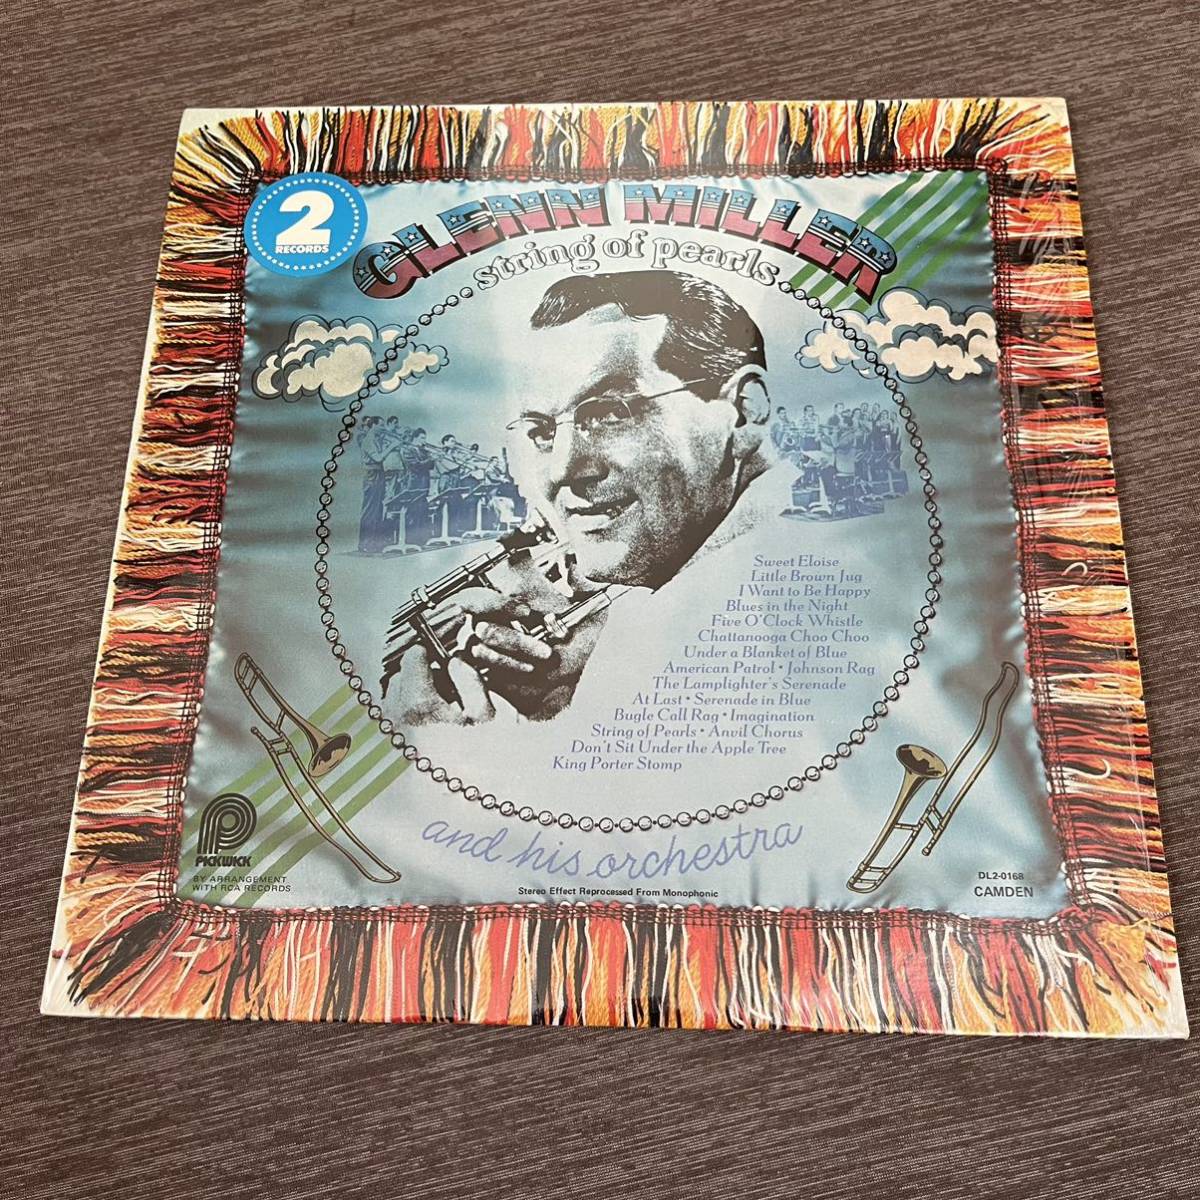 2
RECORDS
GLENN MILLER
string of pearls
Sweet Eloise
Little Brown Jug
I Want to Be Happy
Blues in the Night
Five O'Clock Whistle
Chattanooga Choo Choo
Under a Blanket of Blue
American Patrol • Johnson Rag
The Lamplighter's Serenade
At Last • Serenade in Blue
Bugle Call Rag • Imagination
String of Pearls • Anvil Chorus
Don't Sit Under the Apple Tree
King Porter Stomp
and his orchestra
Stereo Effect Reprocessed From Monophonic
PICKWICK
BY ARRANGEMENT
WITH RCA RECORDS
DL2-0168
CAMDEN